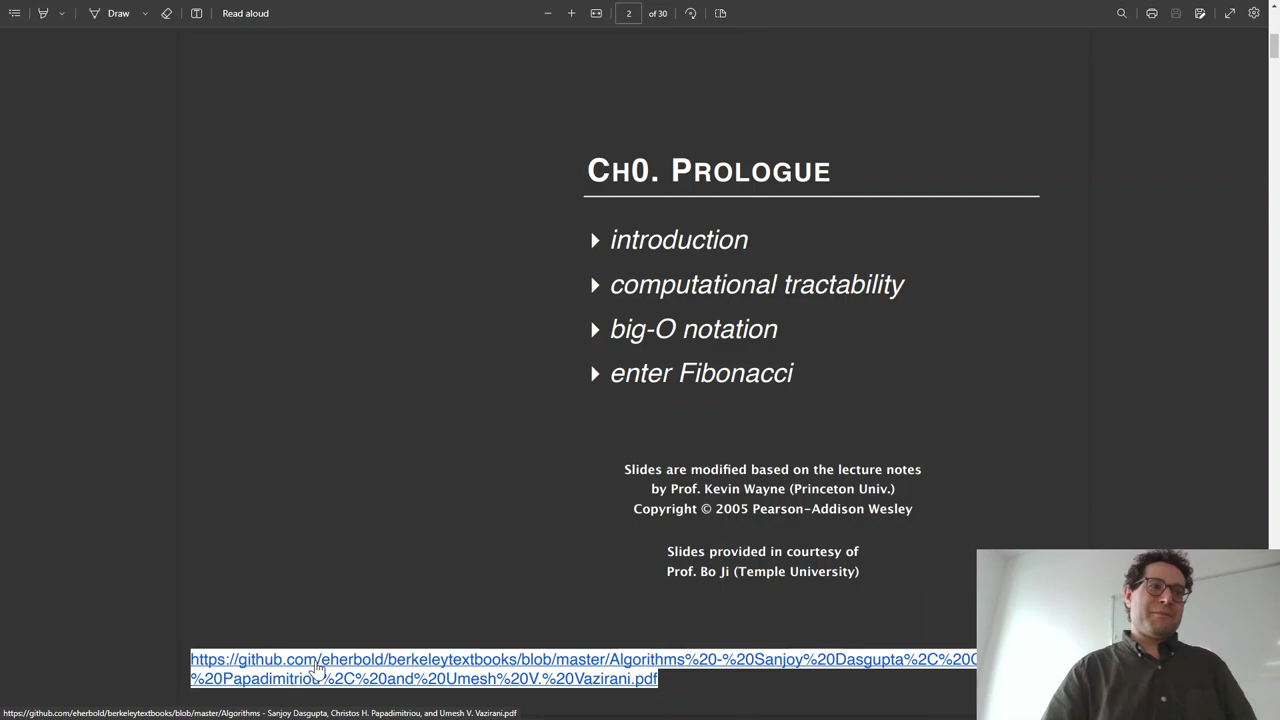 Draw
Read aloud
2
of 30
CH0. PROLOGUE
introduction
computational tractability
big-O notation
enter Fibonacci
Slides are modified based on the lecture notes
by Prof. Kevin Wayne (Princeton Univ.)
Copyright © 2005 Pearson-Addison Wesley
Slides provided in courtesy of
Prof. Bo Ji (Temple University)
https://github.com/eherbold/berkeleytextbooks/blob/master/Algorithms%20-%20Sanjoy%20Dasgupta%2C%20C
%20Papadimitriou%2C%20and%20Umesh%20V.%20Vazirani.pdf
https://github.com/eherbold/berkeleytextbooks/blob/master/Algorithms - Sanjoy Dasgupta, Christos H. Papadimitriou, and Umesh V. Vazirani.pdf